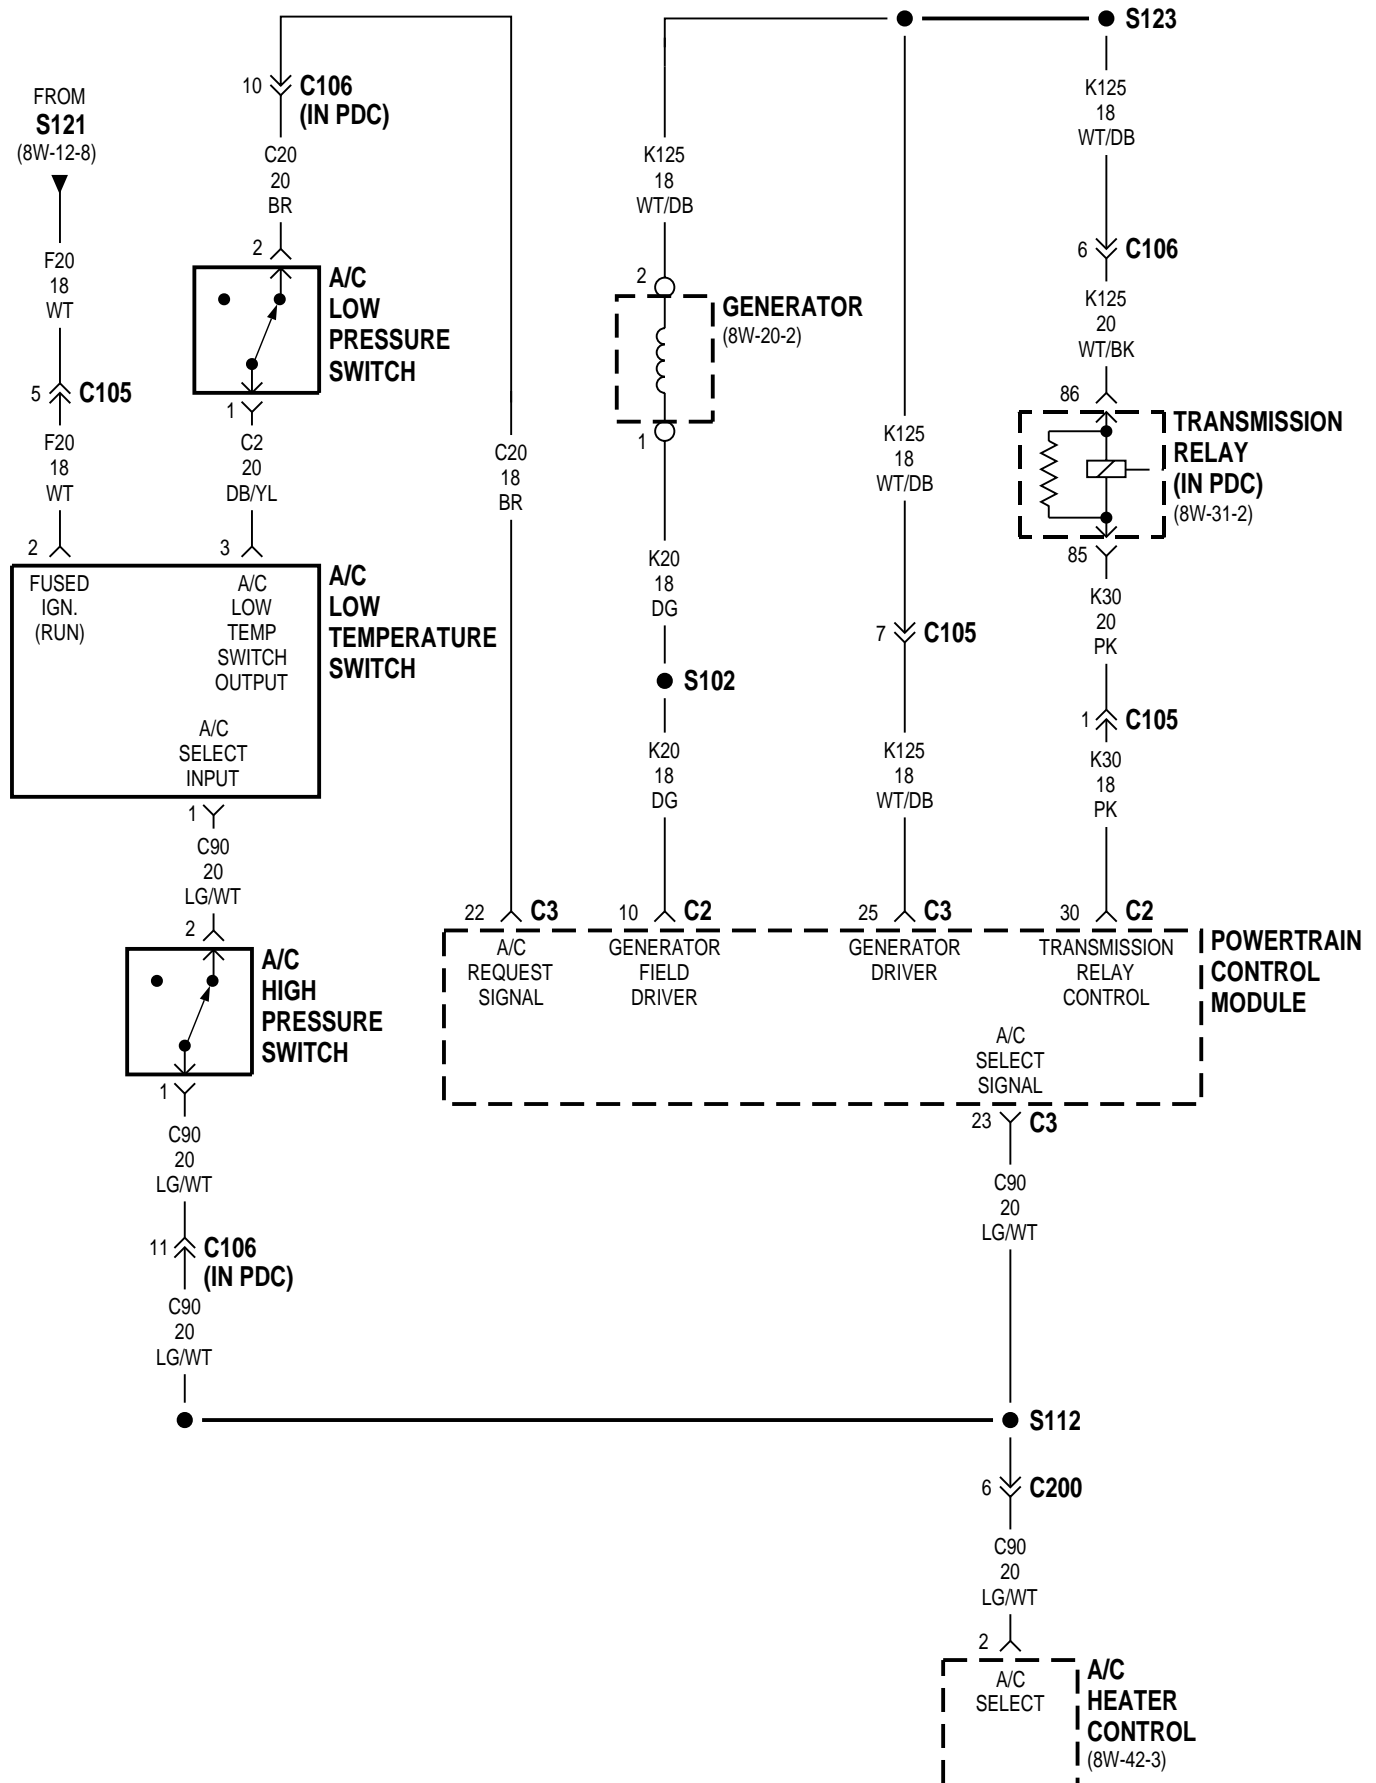 S123
10
C106
(IN PDC)
FROM
S121
(8W-12-8)
C20
20
BR
K125
18
WT/DB
K125
18
WT/DB
2
F20
18
WT
A/C
LOW
PRESSURE
SWITCH
2
GENERATOR
(8W-20-2)
6
C106
K125
20
WT/BK
5
C105
1
C2
20
DB/YL
F20
18
WT
C20
18
BR
1
K125
18
WT/DB
86
TRANSMISSION
RELAY
(IN PDC)
(8W-31-2)
85
2
3
FUSED
IGN.
(RUN)
A/C
LOW
TEMP
SWITCH
OUTPUT
A/C
LOW
TEMPERATURE
SWITCH
A/C
SELECT
INPUT
K20
18
DG
S102
K20
18
DG
7
C105
K125
18
WT/DB
K30
20
PK
1
C105
K30
18
PK
1
C90
20
LG/WT
2
A/C
HIGH
PRESSURE
SWITCH
22
C3
10
C2
25
C3
30
C2
A/C
REQUEST
SIGNAL
GENERATOR
FIELD
DRIVER
GENERATOR
DRIVER
TRANSMISSION
RELAY
CONTROL
POWERTRAIN
CONTROL
MODULE
A/C
SELECT
SIGNAL
1
C90
20
LG/WT
23
C3
C90
20
LG/WT
11
C106
(IN PDC)
C90
20
LG/WT
S112
6
C200
C90
20
LG/WT
2
A/C
SELECT
A/C
HEATER
CONTROL
(8W-42-3)